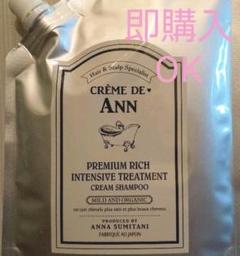 即購入
OK
Hair & Scalp Specialist
CRÈME DE♥
ANN
PREMIUM RICH
INTENSIVE TREATMENT
CREAM SHAMPOO
MILD AND ORGANIC
PRODUCED BY
ANNA SUMITANI
FABRIQUÉ AU JAPON